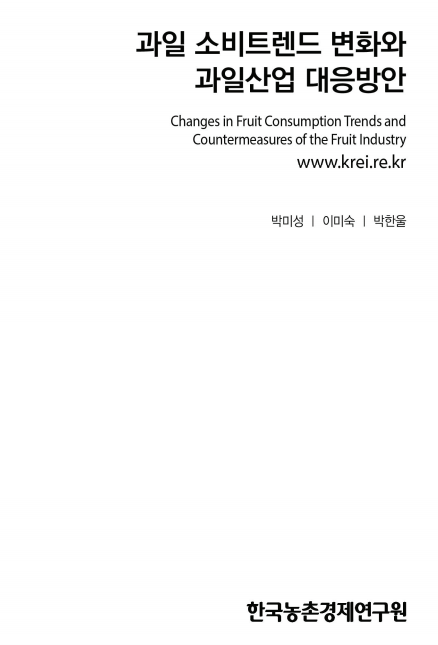 과일 소비트렌드 변화와
과일산업 대응방안
Changes in Fruit Consumption Trends and
Countermeasures of the Fruit Industry
www.krei.re.kr
박미성 | 이미숙 | 박한울
한국농촌경제연구원